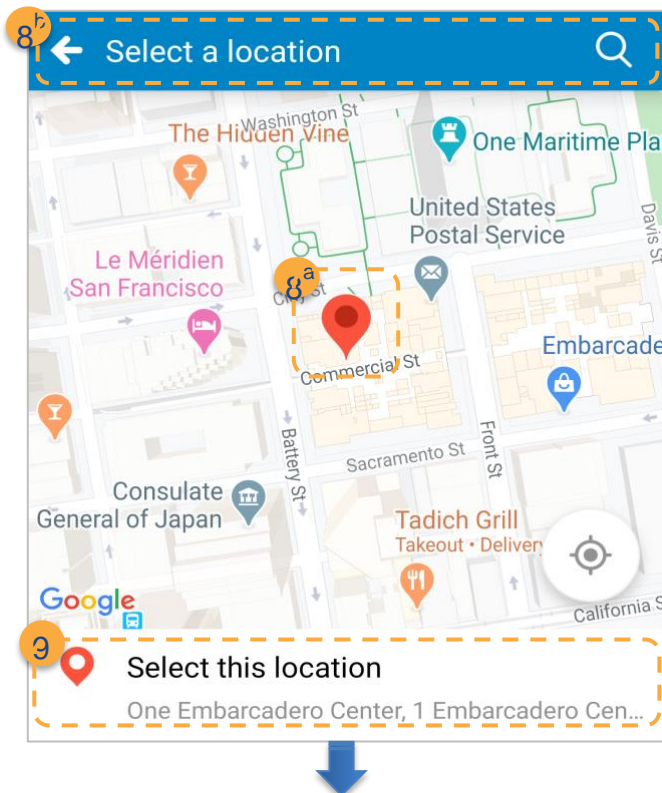 8b
Select a location
Washington St
The Hidden Vine
One Maritime Pla
United States
Postal Service
Davis St
Le Méridien
San Francisco
8a
Clay St
Embarcade
Commercial St
Battery St
Front St
Sacramento St
Consulate
General of Japan
Tadich Grill
Takeout • Delivery
Google
California S
9
Select this location
One Embarcadero Center, 1 Embarcadero Cen...